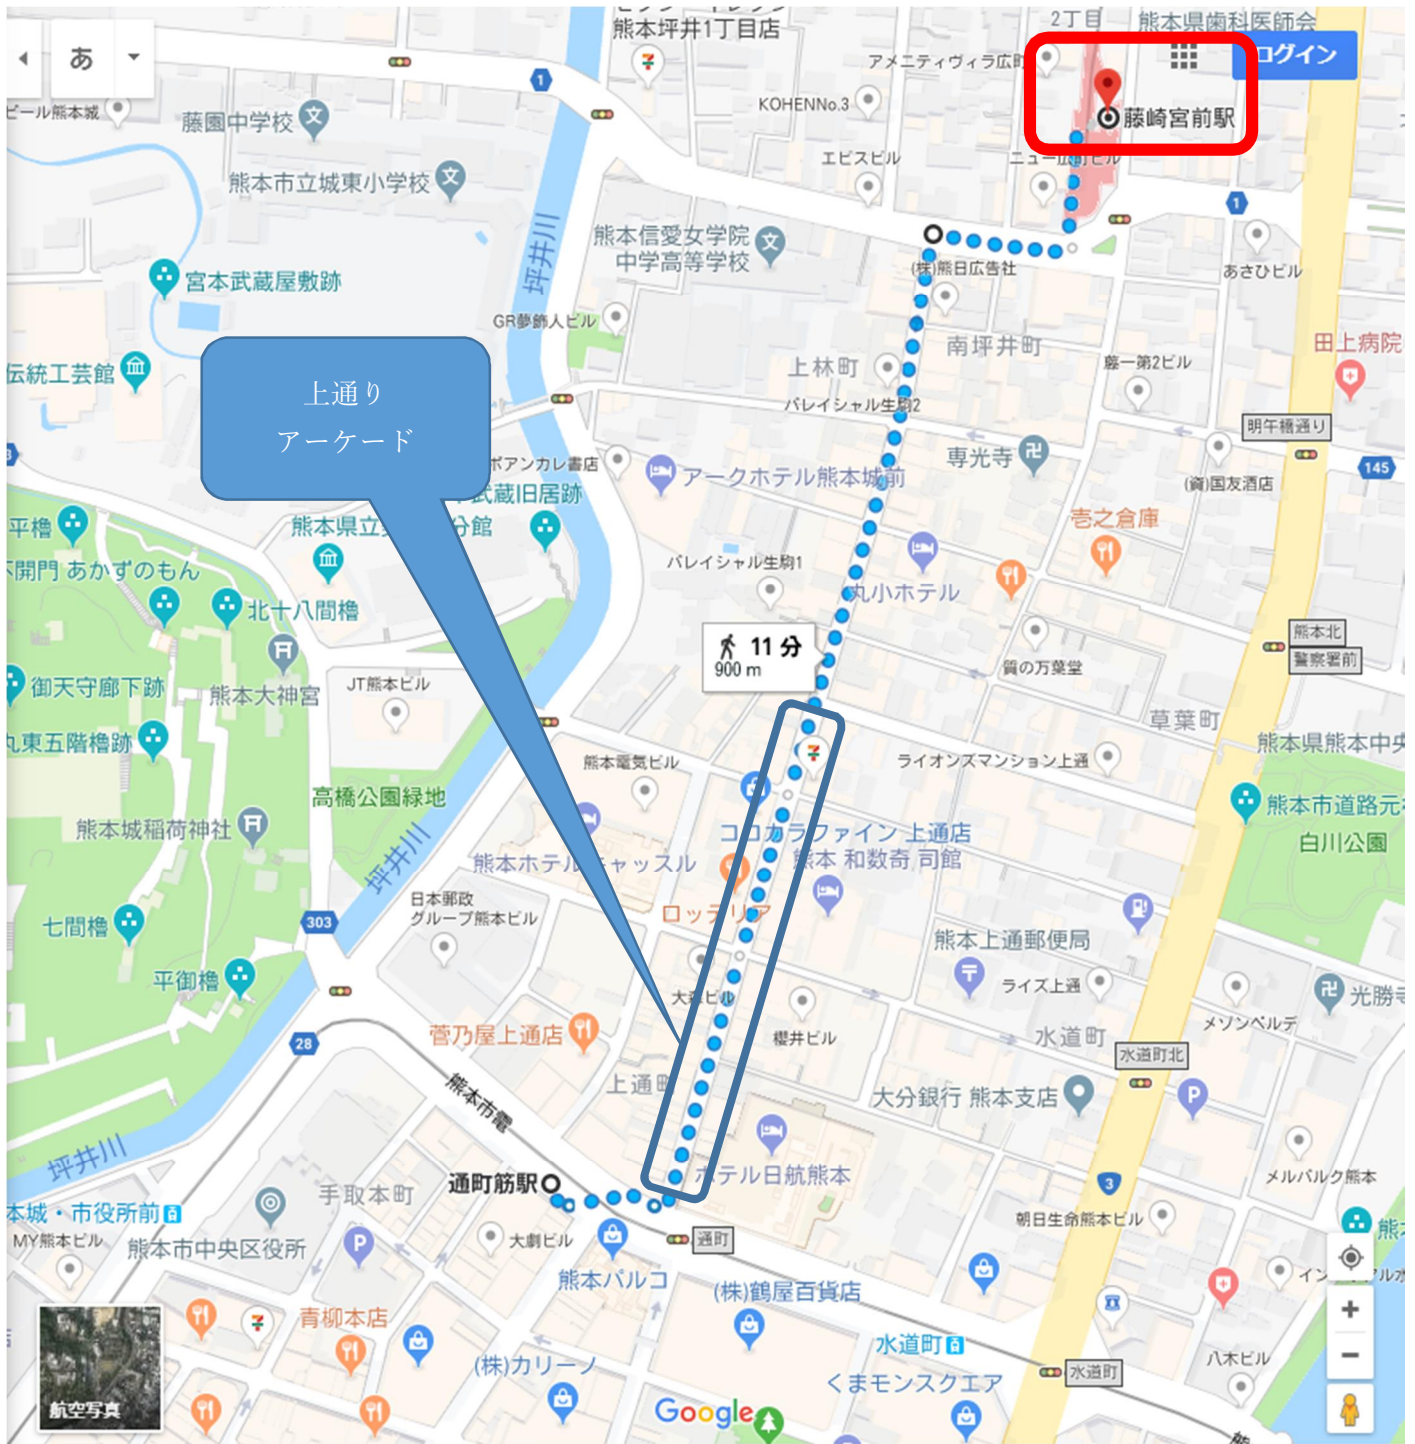 熊本坪井1丁目店
2丁目
熊本県歯科医師会
あ
アメニティヴィラ広町
ログイン
ビール熊本城
藤園中学校
KOHENNo.3
藤崎宮前駅
熊本市立城東小学校
エビスビル
ニュー広町ビル
1
1
坪井川
熊本信愛女学院
中学高等学校
(株)熊日広告社
あさひビル
宮本武蔵屋敷跡
GR夢飾人ビル
南坪井町
田上病院
伝統工芸館
上林町
藤一第2ビル
上通り
アーケード
バレイシャル生駒2
明午橋通り
ボアンカレ書店
アークホテル熊本城前
専光寺
145
(資)国友酒店
武蔵旧居跡
平櫓
熊本県立
分館
壱之倉庫
開門 あかずのもん
バレイシャル生駒1
北十八間櫓
丸小ホテル
11 分
900 m
熊本北
警察署前
質の万葉堂
御天守廊下跡
熊本大神宮
JT熊本ビル
草葉町
丸東五階櫓跡
熊本電気ビル
ライオンズマンション上通
熊本県熊本中央
高橋公園緑地
熊本市道路元
熊本城稲荷神社
ココカラファイン 上通店
白川公園
坪井川
熊本ホテルキャッスル
熊本 和数奇 司館
日本郵政
グループ熊本ビル
ロッテリア
七間櫓
303
熊本上通郵便局
平御櫓
大森ビル
ライズ上通
光勝寺
28
菅乃屋上通店
櫻井ビル
水道町
メゾンベルデ
水道町北
熊本市電
上通町
大分銀行 熊本支店
P
坪井川
通町筋駅
ホテル日航熊本
メルパルク熊本
手取本町
3
本城・市役所前
MY熊本ビル
熊本市中央区役所
P
大劇ビル
通町
朝日生命熊本ビル
熊本パルコ
(株)鶴屋百貨店
青柳本店
水道町
(株)カリーノ
くまモンスクエア
水道町
八木ビル
航空写真
Google